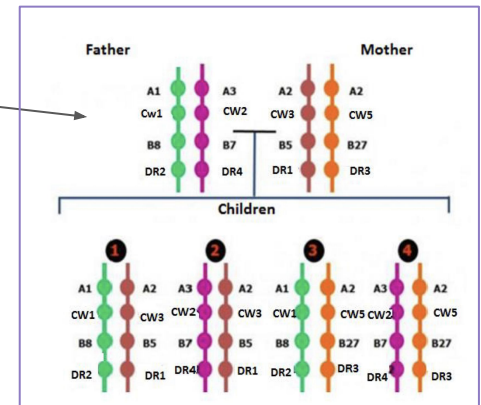 Father Mother
A1 A3 A2 A2
Cw1 CW2 CW3 CW5
B8 B7 B5 B27
DR2 DR4 DR1 DR3
Children
1 2 3 4
A1 A2 A3 A2 A1 A2 A3 A2
CW1 CW3 CW2 CW3 CW1 CW5 CW2 CW5
B8 B5 B7 B5 B8 B27 B7 B27
DR2 DR1 DR4 DR1 DR2 DR3 DR4 DR3